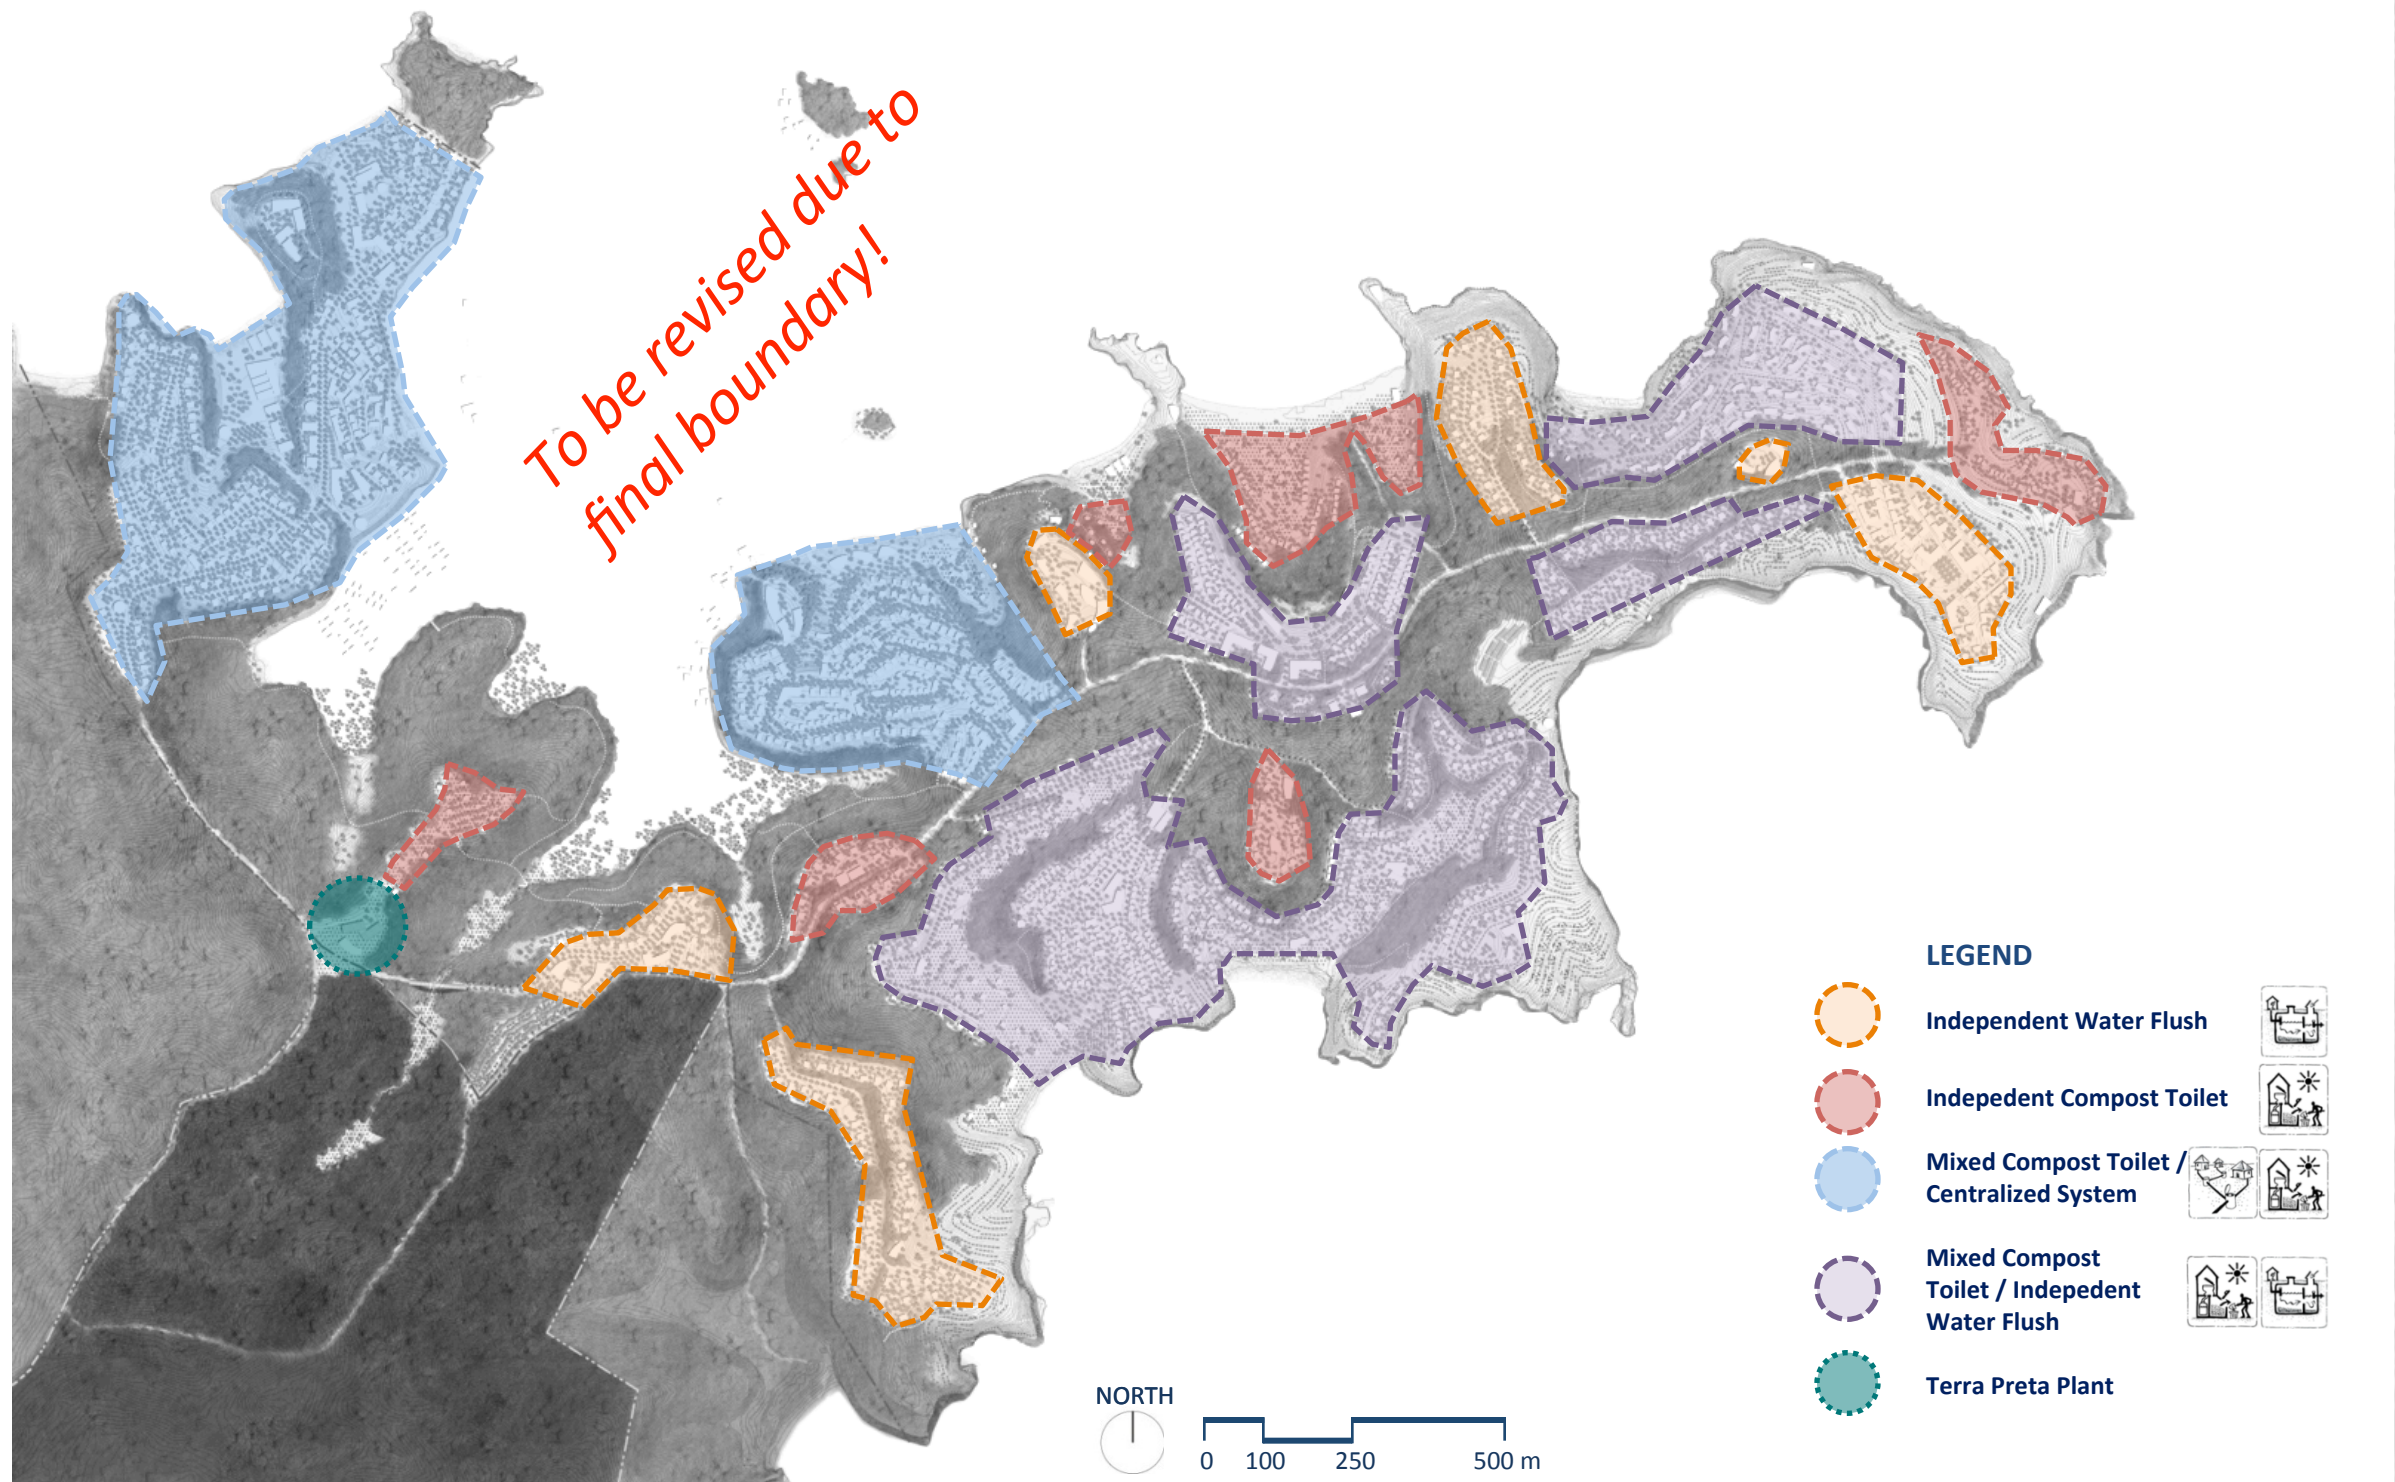 To be revised due to
final boundary!
LEGEND
Independent Water Flush
Indepedent Compost Toilet
Mixed Compost Toilet /
Centralized System
Mixed Compost
Toilet / Indepedent
Water Flush
Terra Preta Plant
NORTH
0 100 250 500 m